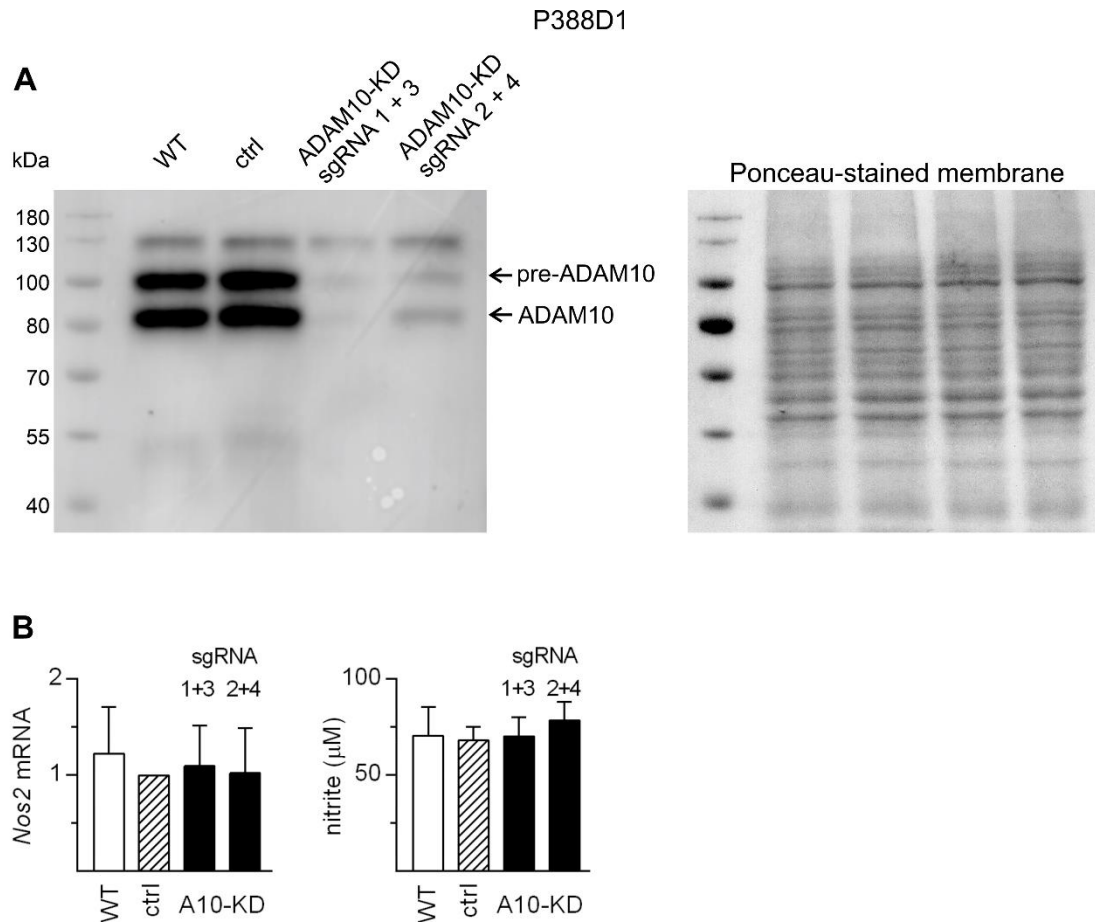 P388D1
A
kDa
WT
ctrl
ADAM10-KD
sgRNA 1 + 3
ADAM10-KD
sgRNA 2 + 4
180
130
100
80
70
55
40
pre-ADAM10
ADAM10
Ponceau-stained membrane
B
Nos2 mRNA
2
1
sgRNA
1+3 2+4
WT
ctrl
A10-KD
nitrite (µM)
100
50
sgRNA
1+3 2+4
WT
ctrl
A10-KD